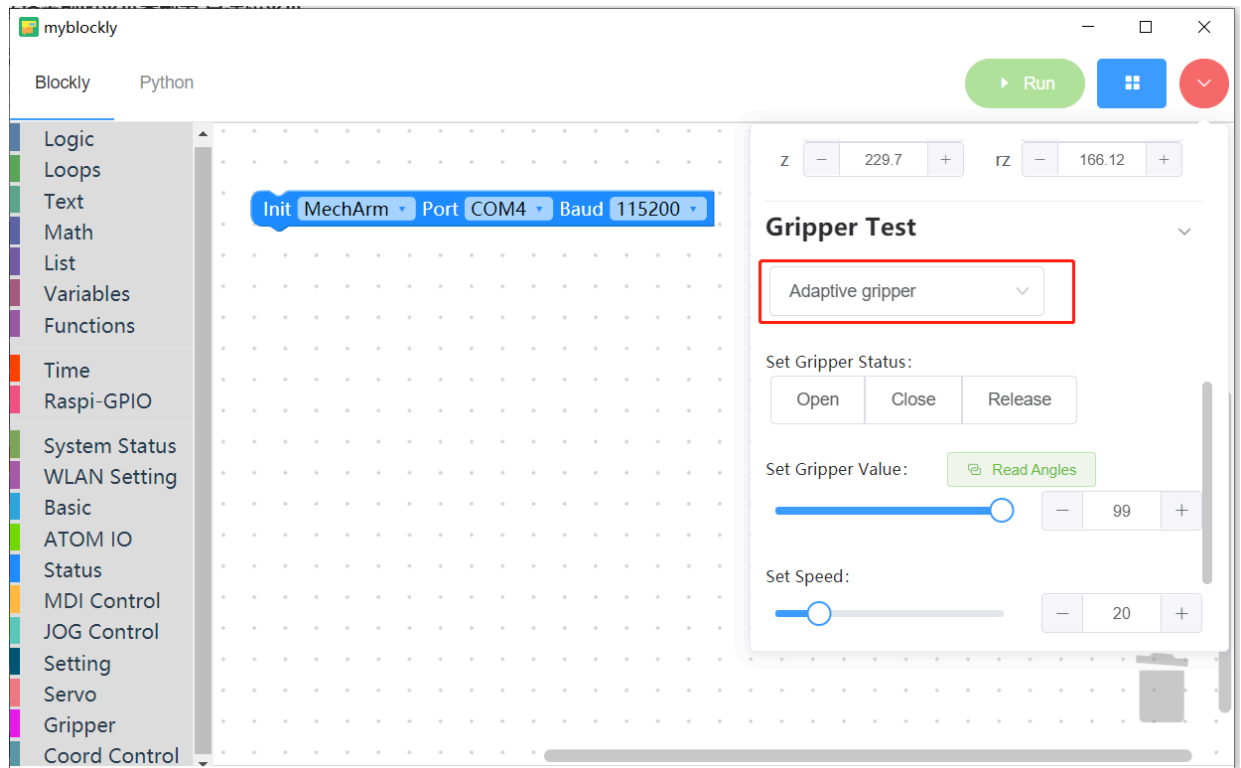 myblockly
Blockly Python
Run
Logic
Loops
Text
Math
List
Variables
Functions
Time
Raspi-GPIO
System Status
WLAN Setting
Basic
ATOM IO
Status
MDI Control
JOG Control
Setting
Servo
Gripper
Coord Control
Init MechArm Port COM4 Baud 115200
z − 229.7 + rz − 166.12 +
Gripper Test
Adaptive gripper
Set Gripper Status:
Open Close Release
Set Gripper Value: Read Angles
− 99 +
Set Speed:
− 20 +